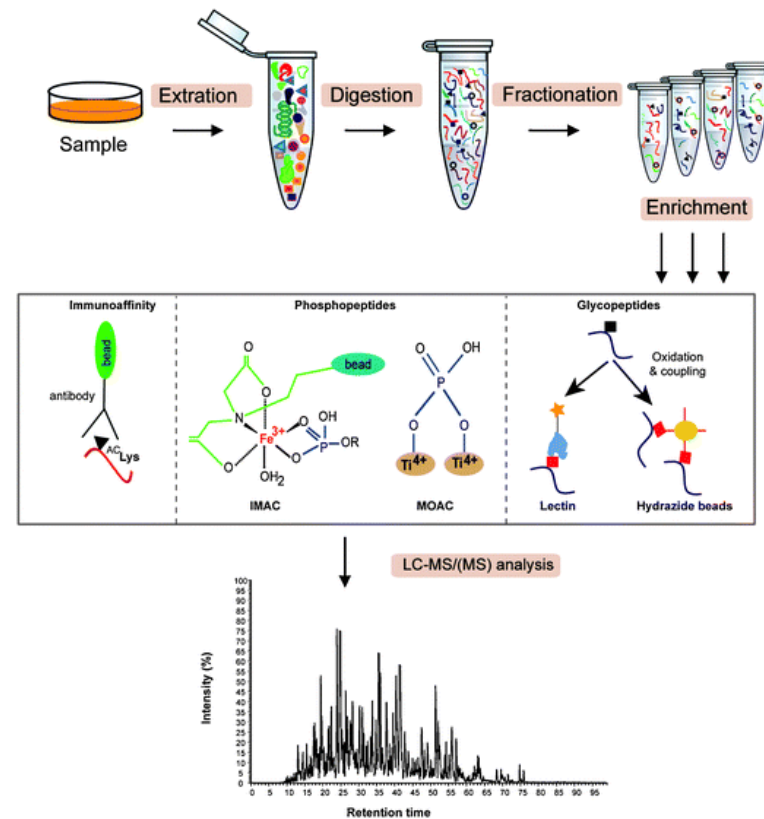 Extration
Digestion
Fractionation
Sample
Enrichment
Immunoaffinity
Phosphopeptides
Glycopeptides
bead
antibody
AC Lys
O
O
N
Fe3+
O
O
OH
P
OR
O
O
OH2
bead
IMAC
O
OH
P
O
O
Ti4+
Ti4+
MOAC
Oxidation
& coupling
Lectin
Hydrazide beads
LC-MS/(MS) analysis
Intensity (%)
100
95
90
85
80
75
70
65
60
55
50
45
40
35
30
25
20
15
10
5
0
0 5 10 15 20 25 30 35 40 45 50 55 60 65 70 75 80 85 90 95
Retention time